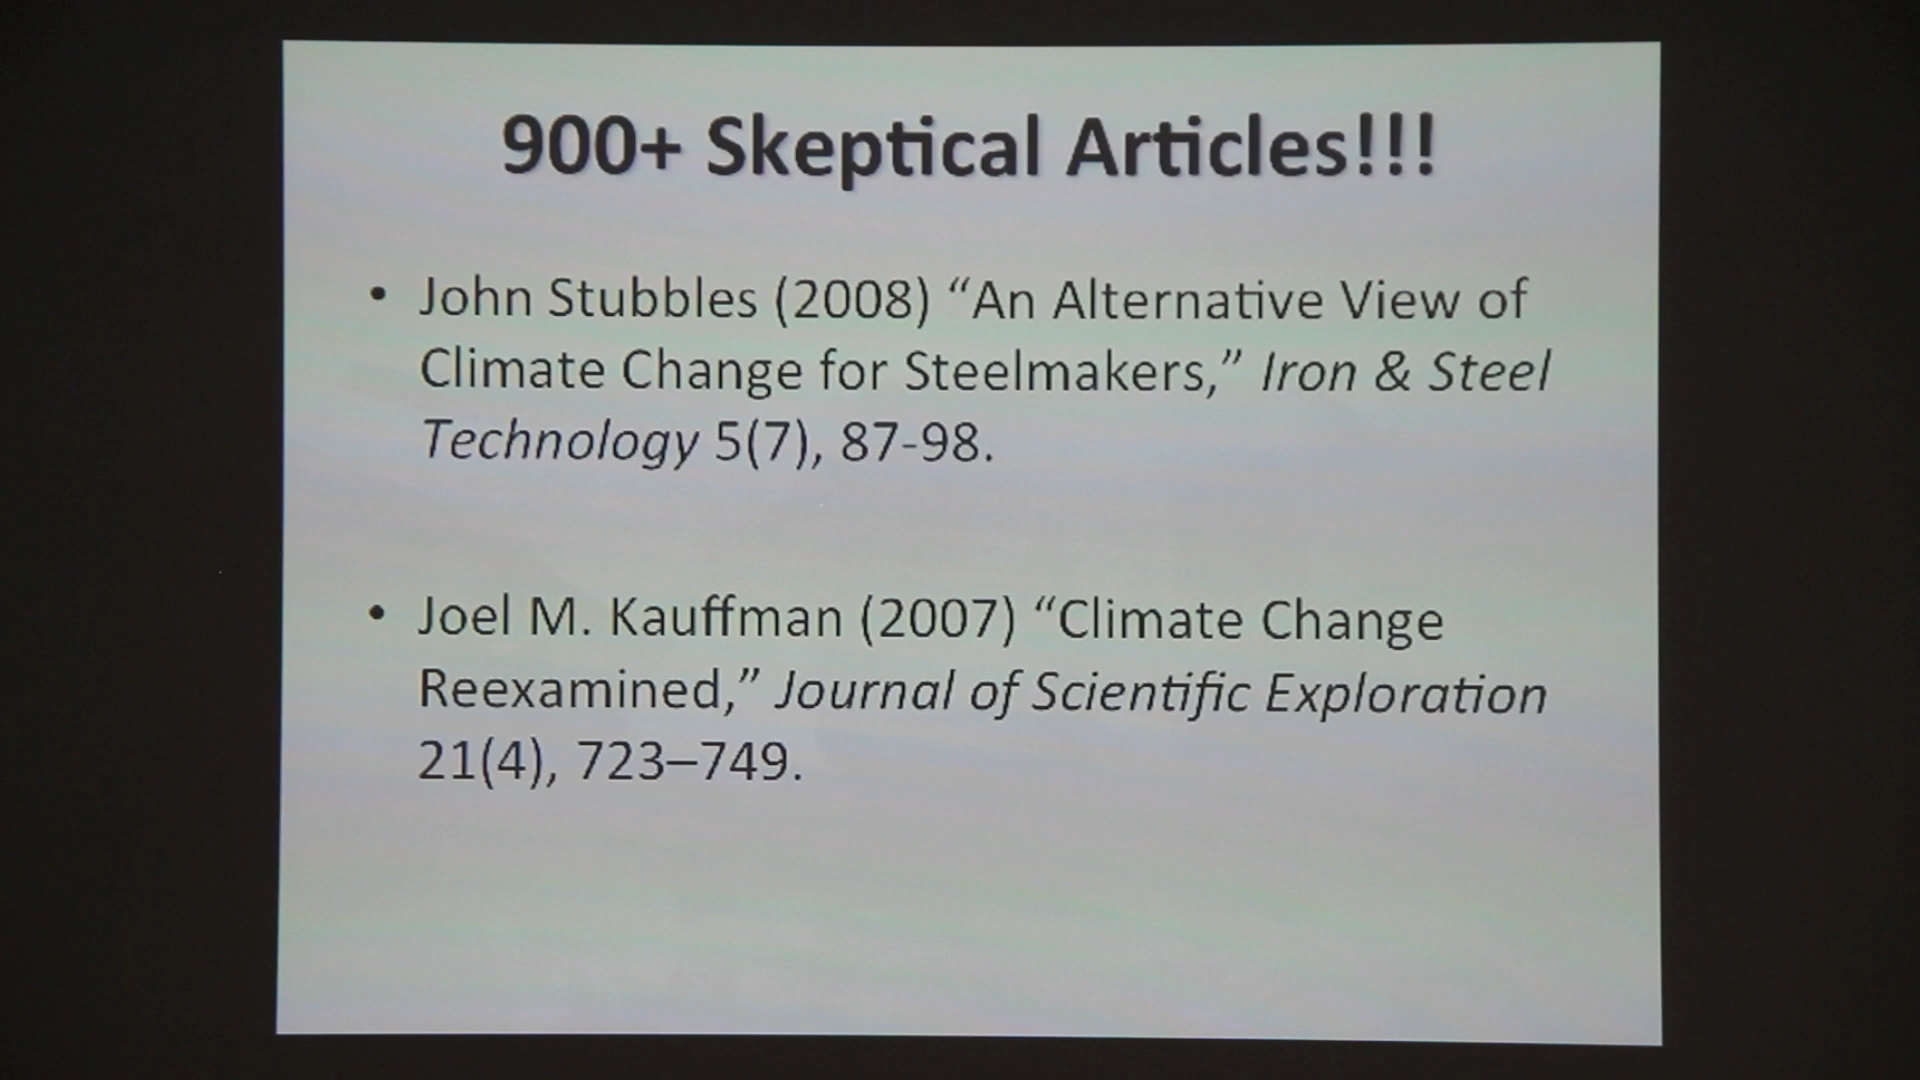 900+ Skeptical Articles!!!
• John Stubbles (2008) “An Alternative View of
Climate Change for Steelmakers,” Iron & Steel
Technology 5(7), 87-98.
• Joel M. Kauffman (2007) “Climate Change
Reexamined,” Journal of Scientific Exploration
21(4), 723–749.